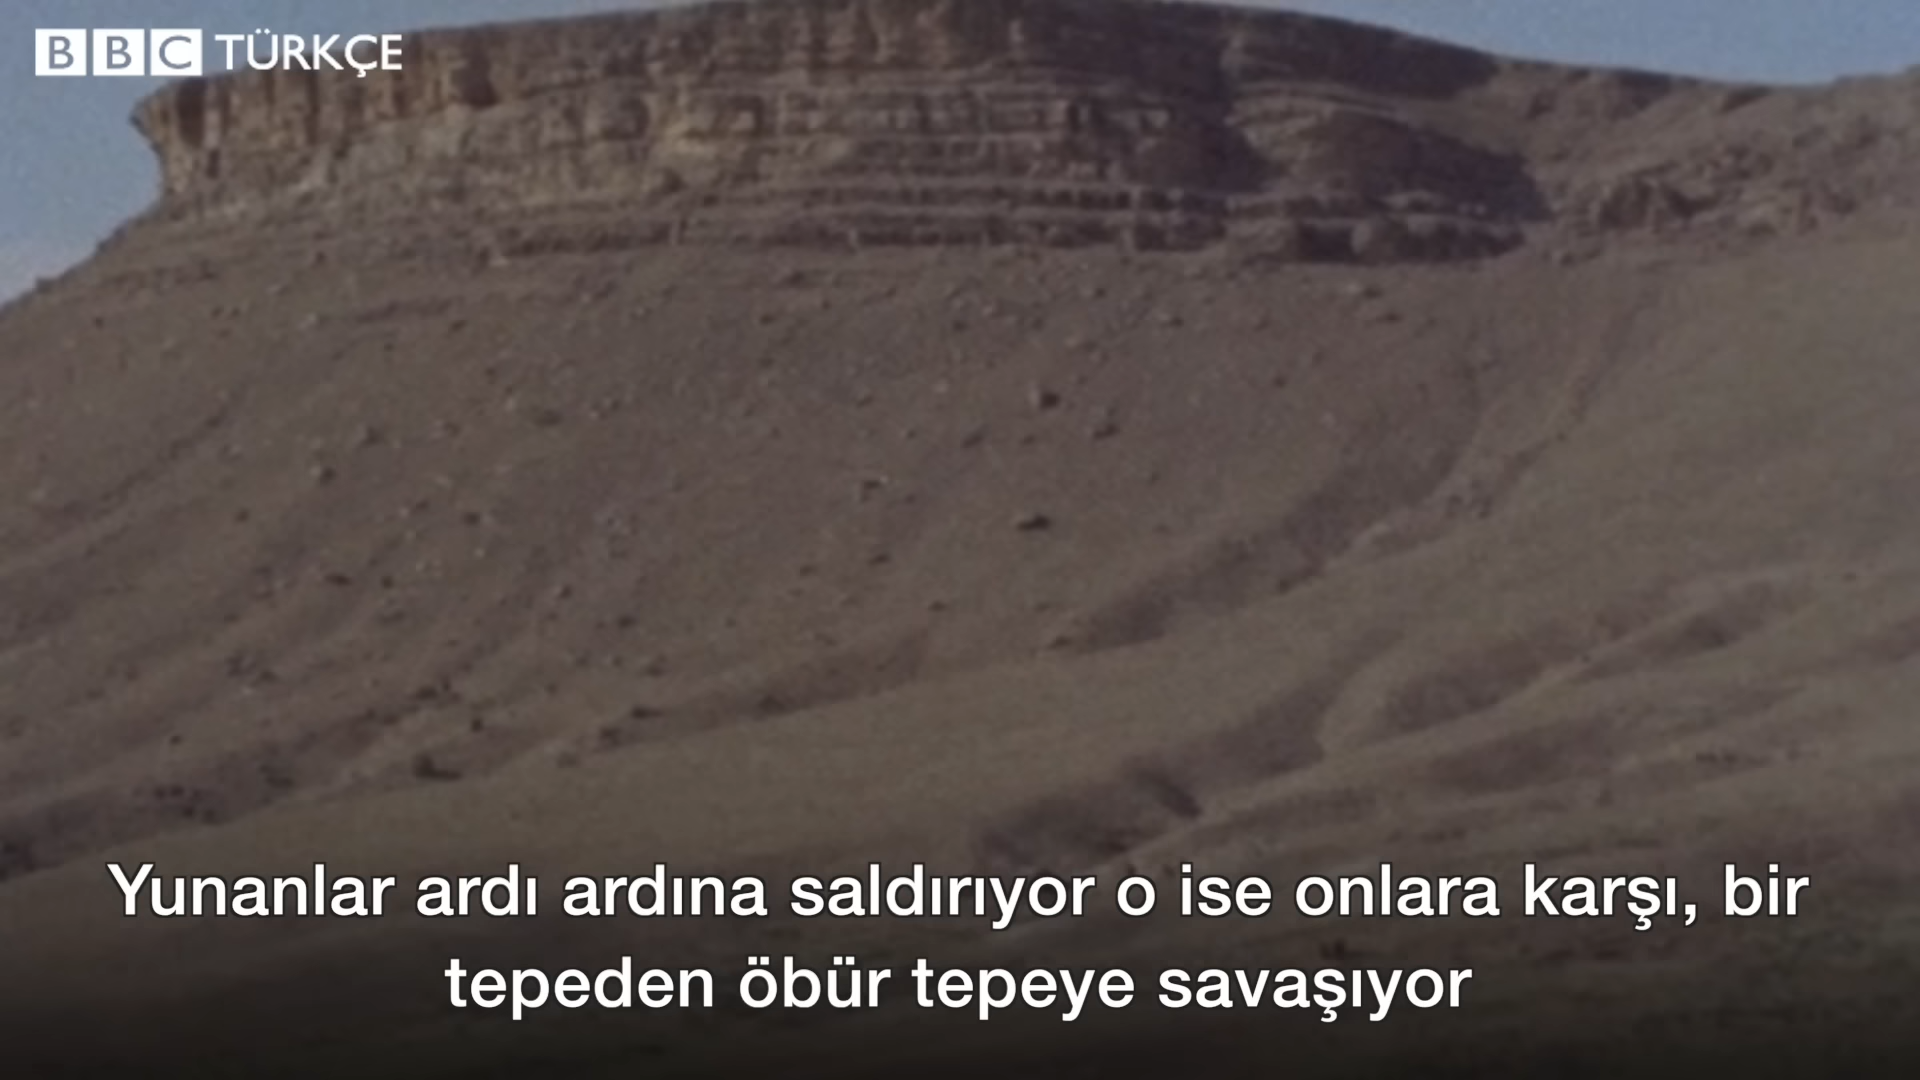 BBC TÜRKÇE
Yunanlar ardı ardına saldırıyor o ise onlara karşı, bir
tepeden öbür tepeye savaşıyor